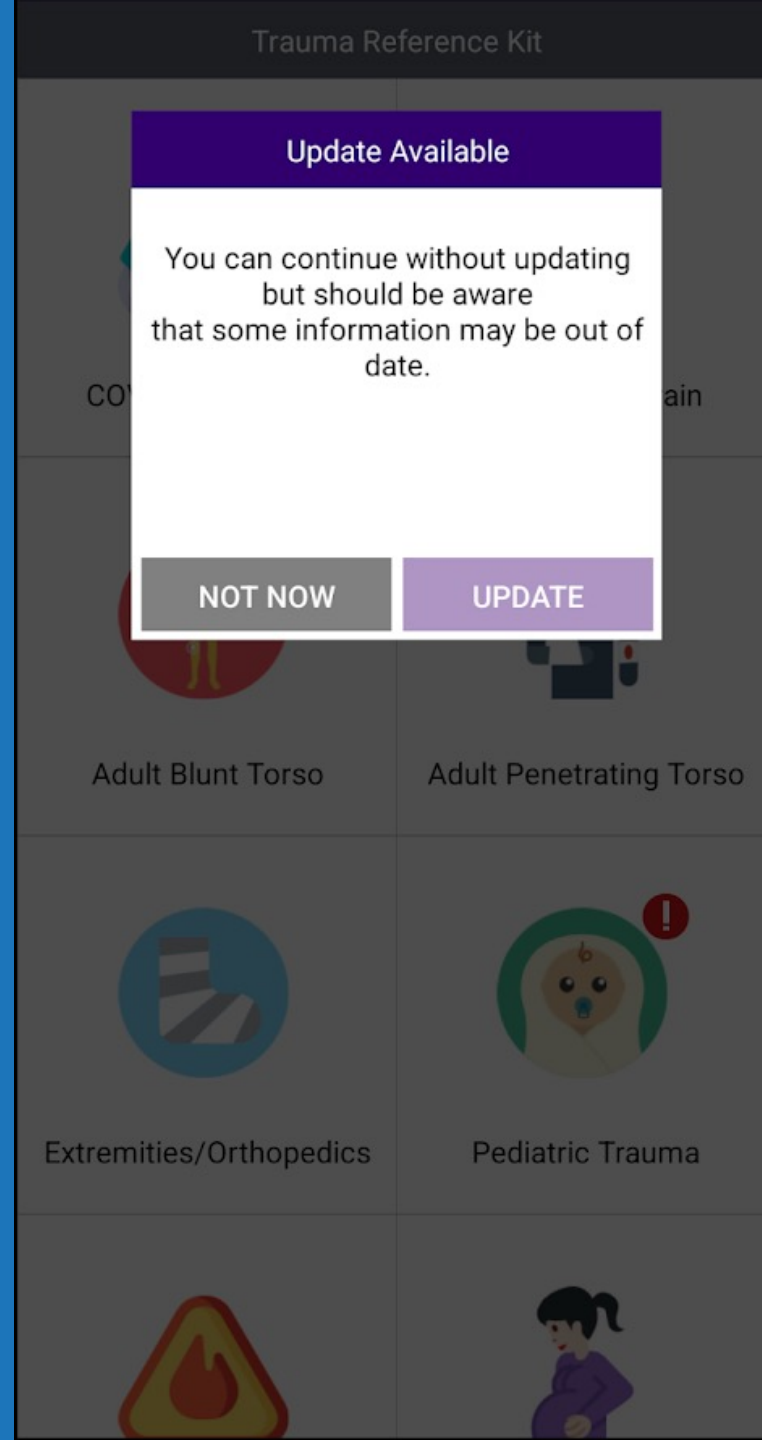 Trauma Reference Kit
Update Available
You can continue without updating
but should be aware
that some information may be out of
date.
NOT NOW
UPDATE
Adult Blunt Torso
Adult Penetrating Torso
Extremities/Orthopedics
Pediatric Trauma